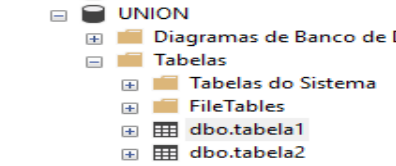 UNION
Diagramas de Banco de
Tabelas
Tabelas do Sistema
FileTables
dbo.tabela1
dbo.tabela2